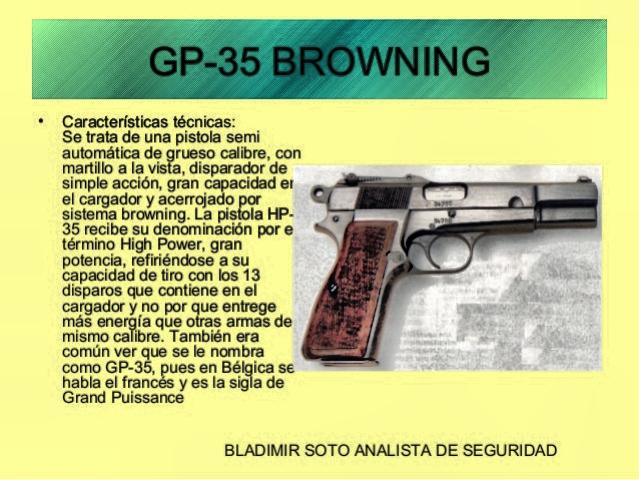 GP-35 BROWNING
• Características técnicas:
Se trata de una pistola semi
automática de grueso calibre, con
martillo a la vista, disparador de
simple acción, gran capacidad en
el cargador y acerrojado por
sistema browning. La pistola HP-
35 recibe su denominación por e
término High Power, gran
potencia, refiriéndose a su
capacidad de tiro con los 13
disparos que contiene en el
cargador y no por que entrege
más energía que otras armas de
mismo calibre. También era
común ver que se le nombra
como GP-35, pues en Bélgica se
habla el francés y es la sigla de
Grand Puissance
BLADIMIR SOTO ANALISTA DE SEGURIDAD